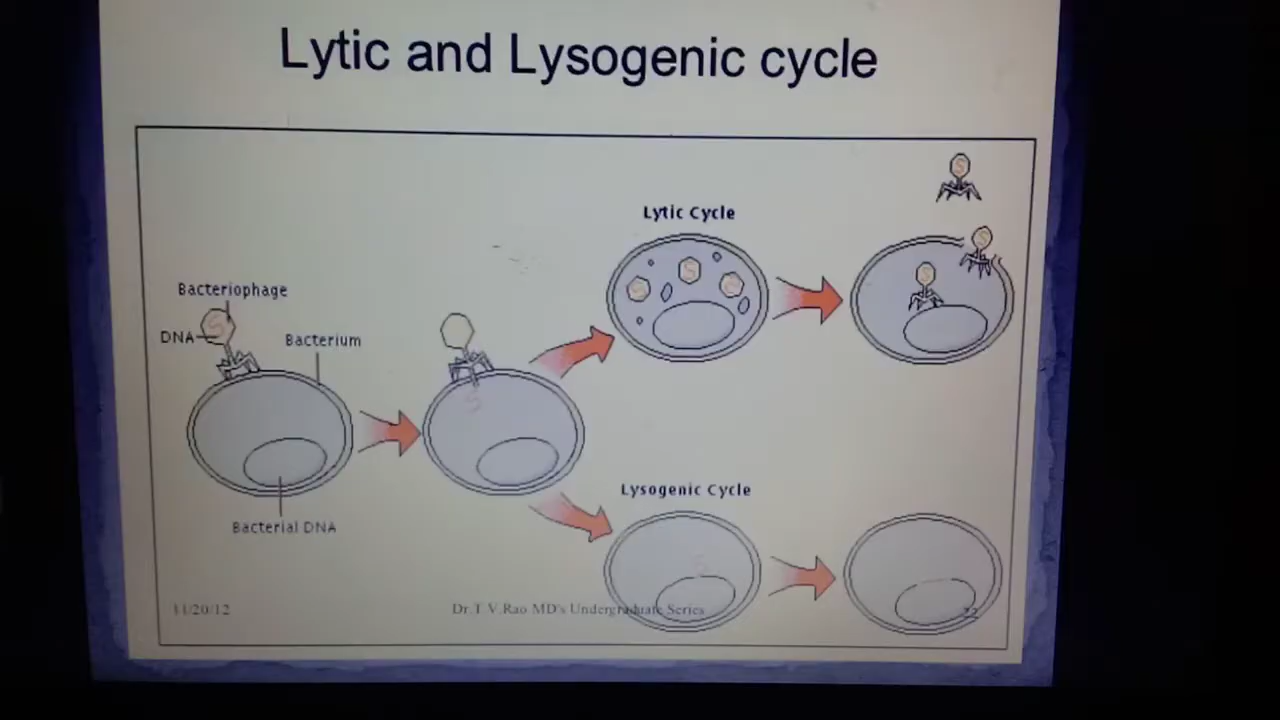 Lytic and Lysogenic cycle
Lytic Cycle
Bacteriophage
DNA
Bacterium
Lysogenic Cycle
Bacterial DNA
11/20/12
Dr.T.V.Rao MD's Undergraduate Series
22